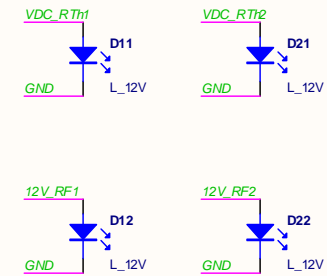 VDC_RTh1
D11
GND
L_12V
VDC_RTh2
D21
GND
L_12V
12V_RF1
D12
GND
L_12V
12V_RF2
D22
GND
L_12V